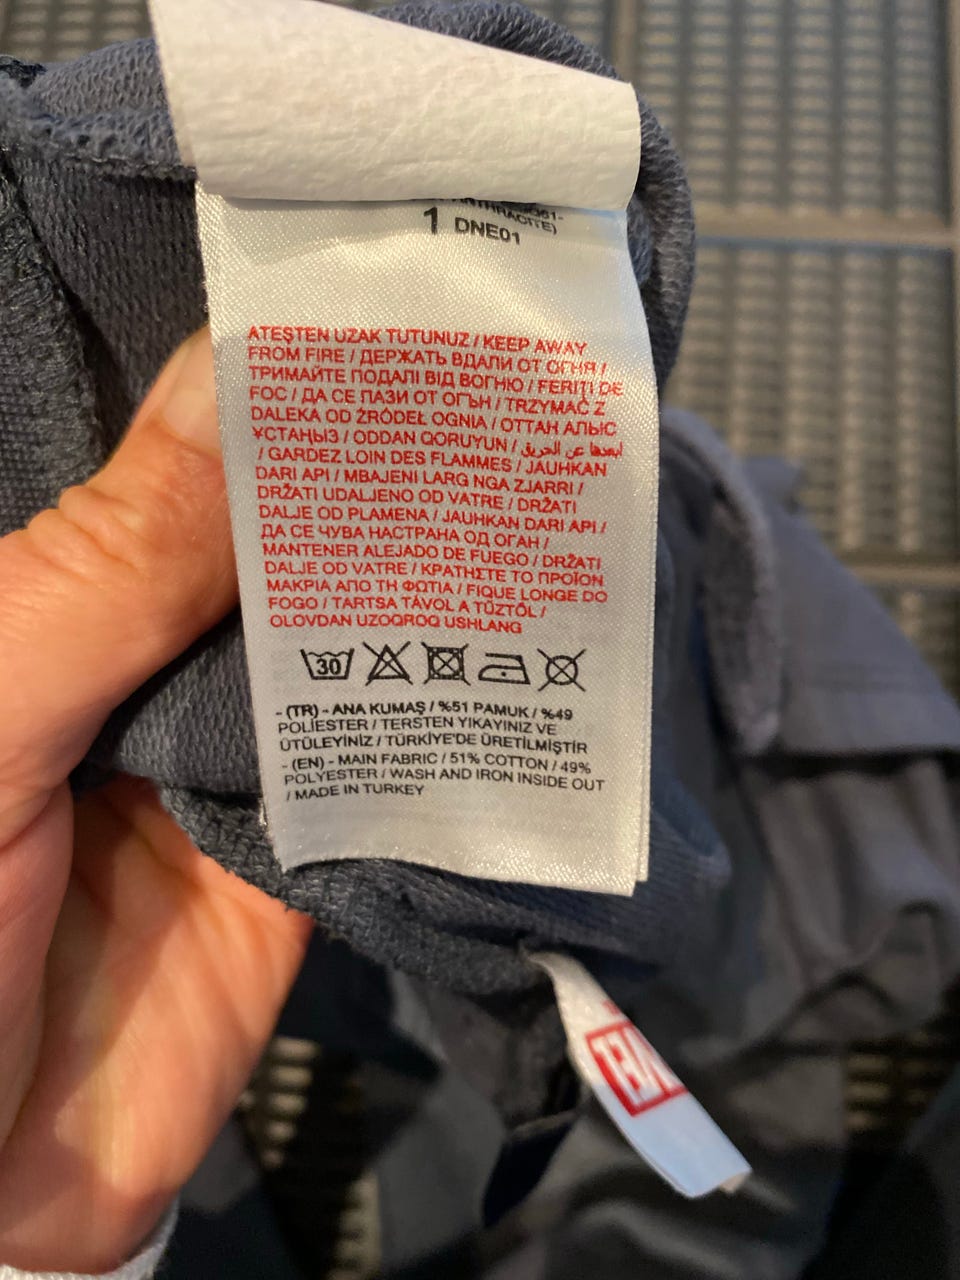 ANTHRACITE)
1 DNE01
ATEŞTEN UZAK TUTUNUZ / KEEP AWAY
FROM FIRE / ДЕРЖАТЬ ВДАЛИ ОТ ОГНЯ /
ТРИМАЙТЕ ПОДАЛІ ВІД ВОГНЮ / FERIȚI DE
FOC / ДА СЕ ПАЗИ ОТ ОГЪН / TRZYMAĆ Z
DALEKA OD ŹRÓDEŁ OGNIA / ОТТАН АЛЫС
ҰСТАҢЫЗ / ODDAN QORUYUN / أبعدها عن الحريق
/ GARDEZ LOIN DES FLAMMES / JAUHKAN
DARI API / MBAJENI LARG NGA ZJARRI /
DRŽATI UDALJENO OD VATRE / DRŽATI
DALJE OD PLAMENA / JAUHKAN DARI API /
ДА СЕ ЧУВА НАСТРАНА ОД ОГАН /
MANTENER ALEJADO DE FUEGO / DRŽATI
DALJE OD VATRE / ΚΡΑΤΗΣΤΕ ΤΟ ΠΡΟΪΟΝ
ΜΑΚΡΙΑ ΑΠΟ ΤΗ ΦΩΤΙΑ / FIQUE LONGE DO
FOGO / TARTSA TÁVOL A TŰZTŐL /
OLOVDAN UZOQROQ USHLANG
30
- (TR) - ANA KUMAŞ / %51 PAMUK / %49
POLİESTER / TERSTEN YIKAYINIZ VE
ÜTÜLEYİNİZ / TÜRKİYE'DE ÜRETİLMİŞTİR
- (EN) - MAIN FABRIC / 51% COTTON / 49%
POLYESTER / WASH AND IRON INSIDE OUT
/ MADE IN TURKEY